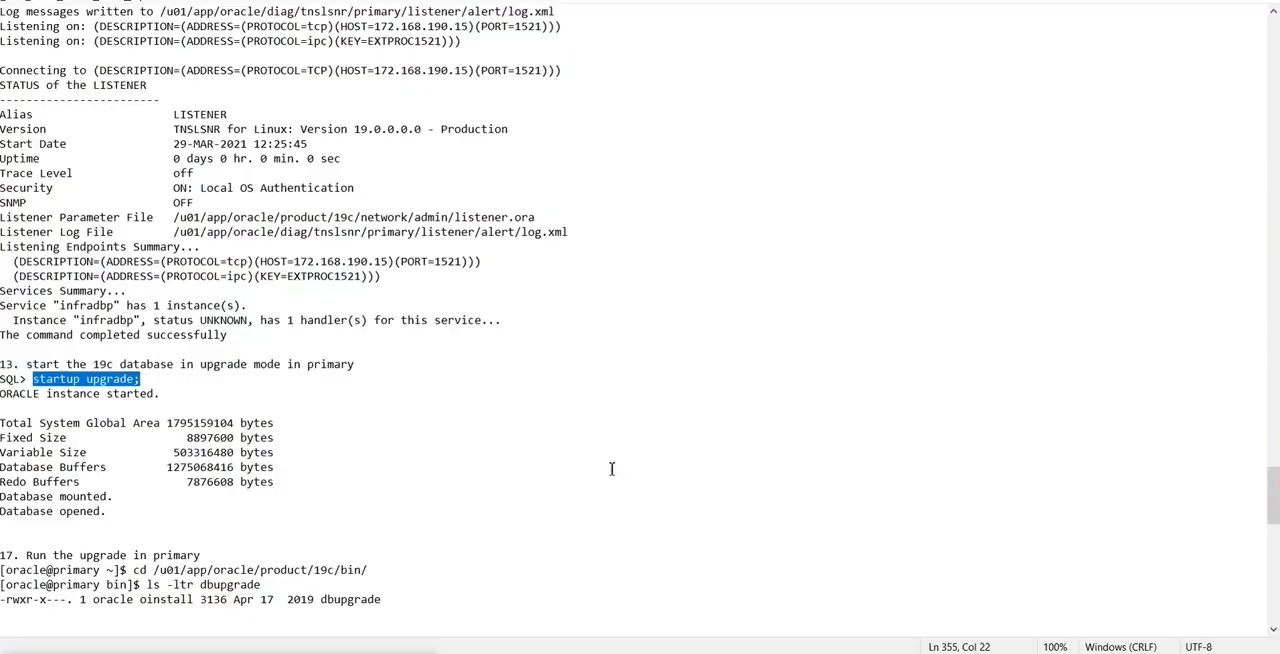 Log messages written to /u01/app/oracle/diag/tnslsnr/primary/listener/alert/log.xml
Listening on: (DESCRIPTION=(ADDRESS=(PROTOCOL=tcp)(HOST=172.168.190.15)(PORT=1521)))
Listening on: (DESCRIPTION=(ADDRESS=(PROTOCOL=ipc)(KEY=EXTPROC1521)))
Connecting to (DESCRIPTION=(ADDRESS=(PROTOCOL=TCP)(HOST=172.168.190.15)(PORT=1521)))
STATUS of the LISTENER
------------------------
Alias                     LISTENER
Version                   TNSLSNR for Linux: Version 19.0.0.0.0 - Production
Start Date                29-MAR-2021 12:25:45
Uptime                    0 days 0 hr. 0 min. 0 sec
Trace Level               off
Security                  ON: Local OS Authentication
SNMP                      OFF
Listener Parameter File   /u01/app/oracle/product/19c/network/admin/listener.ora
Listener Log File         /u01/app/oracle/diag/tnslsnr/primary/listener/alert/log.xml
Listening Endpoints Summary...
  (DESCRIPTION=(ADDRESS=(PROTOCOL=tcp)(HOST=172.168.190.15)(PORT=1521)))
  (DESCRIPTION=(ADDRESS=(PROTOCOL=ipc)(KEY=EXTPROC1521)))
Services Summary...
Service "infradbp" has 1 instance(s).
  Instance "infradbp", status UNKNOWN, has 1 handler(s) for this service...
The command completed successfully
13. start the 19c database in upgrade mode in primary
SQL> startup upgrade;
ORACLE instance started.
Total System Global Area 1795159104 bytes
Fixed Size                  8897600 bytes
Variable Size             503316480 bytes
Database Buffers         1275068416 bytes
Redo Buffers                7876608 bytes
Database mounted.
Database opened.
17. Run the upgrade in primary
[oracle@primary ~]$ cd /u01/app/oracle/product/19c/bin/
[oracle@primary bin]$ ls -ltr dbupgrade
-rwxr-x---. 1 oracle oinstall 3136 Apr 17  2019 dbupgrade
Ln 355, Col 22
100%
Windows (CRLF)
UTF-8